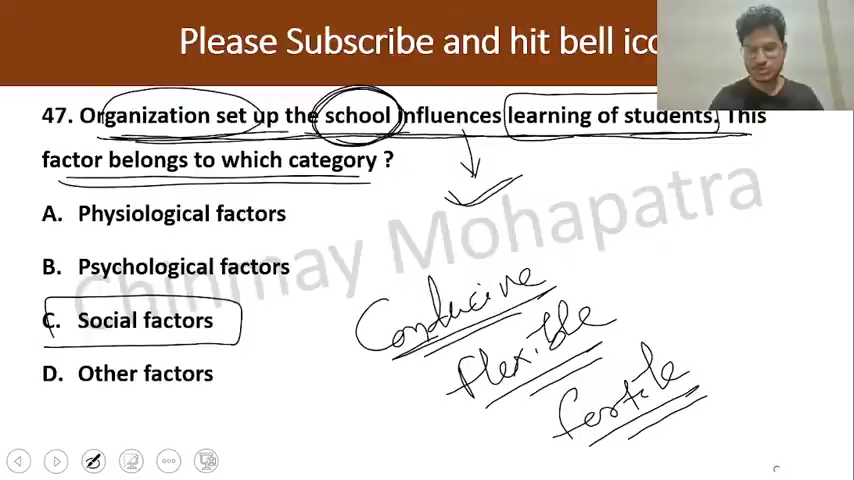 Please Subscribe and hit bell ico
47. Organization set up the school Influences learning of students. This
factor belongs to which category ?
A. Physiological factors
B. Psychological factors
C. Social factors
D. Other factors
Chinmay Mohapatra
Conducive
flexible
fertile